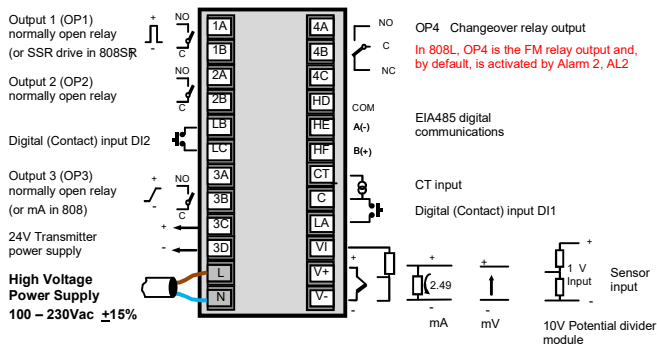 Output 1 (OP1)
normally open relay
(or SSR drive in 808SR)
+
-
NO
C
Output 2 (OP2)
normally open relay
NO
C
Digital (Contact) input DI2
Output 3 (OP3)
normally open relay
(or mA in 808)
+
-
NO
C
24V Transmitter
power supply
+
-
High Voltage
Power Supply
100 – 230Vac ±15%
1A
1B
2A
2B
LB
LC
3A
3B
3C
3D
L
N
4A
4B
4C
HD
HE
HF
CT
C
LA
VI
V+
V-
NO
C
NC
OP4 Changeover relay output
In 808L, OP4 is the FM relay output and,
by default, is activated by Alarm 2, AL2
COM
A(-)
B(+)
EIA485 digital
communications
CT input
Digital (Contact) input DI1
+
-
2.49
-
mA
+
-
mV
+
1 V
Input
-
Sensor
input
10V Potential divider
module